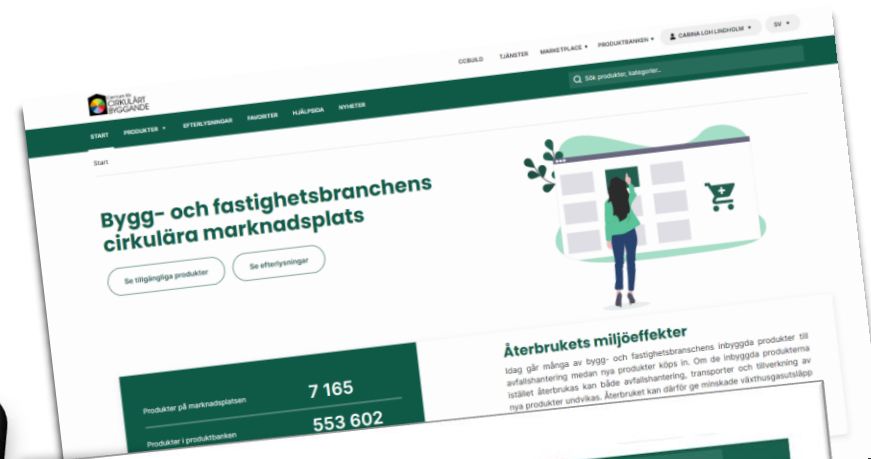 CCBUILD TJÄNSTER MARKETPLACE PRODUKTBANKEN CARINA LOH LINDHOLM SV
Centrum för
CIRKULÄRT
BYGGANDE
Sök produkter, kategorier..
START PRODUKTER EFTERLYSNINGAR FAVORITER HJÄLPSIDA NYHETER
Start
Bygg- och fastighetsbranchens
cirkulära marknadsplats
Se tillgängliga produkter Se efterlysningar
Återbrukets miljöeffekter
Idag går många av bygg- och fastighetsbranschens inbyggda produkter till
avfallshantering medan nya produkter köps in. Om de inbyggda produkterna
istället återbrukas kan både avfallshantering, transporter och tillverkning av
nya produkter undvikas. Återbruket kan därför ge minskade växthusgasutsläpp
Produkter på marknadsplatsen 7 165
Produkter i produktbanken 553 602